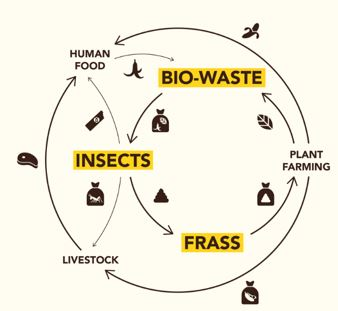 HUMAN
FOOD
BIO-WASTE
INSECTS
PLANT
FARMING
FRASS
LIVESTOCK